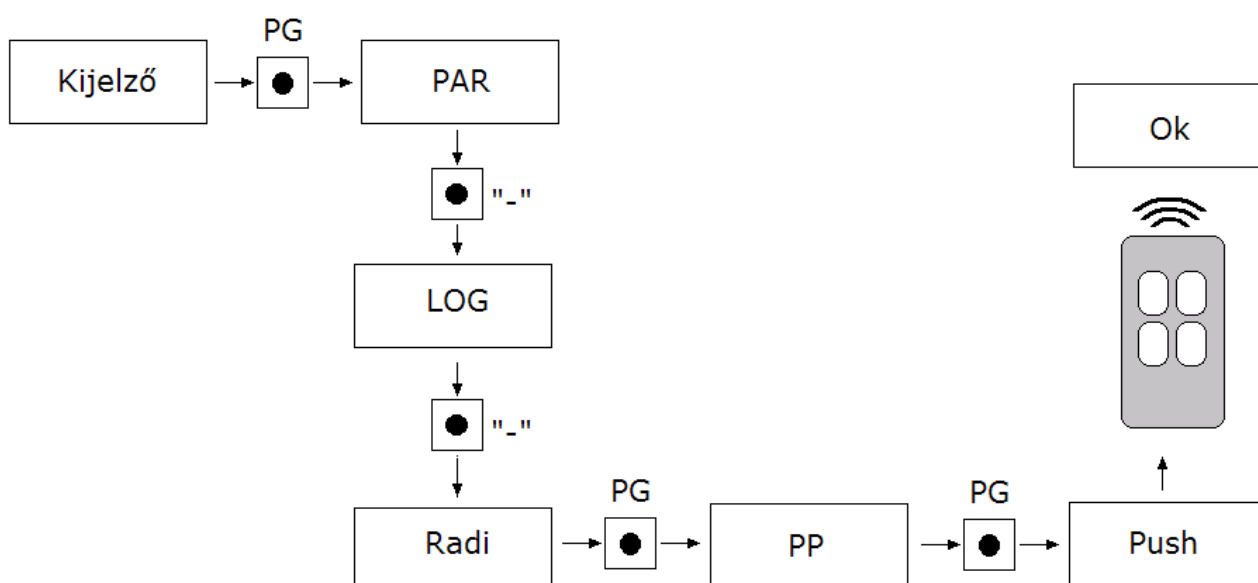 PG
Kijelző
PAR
"-"
LOG
"-"
Radi
PG
PP
PG
Push
Ok